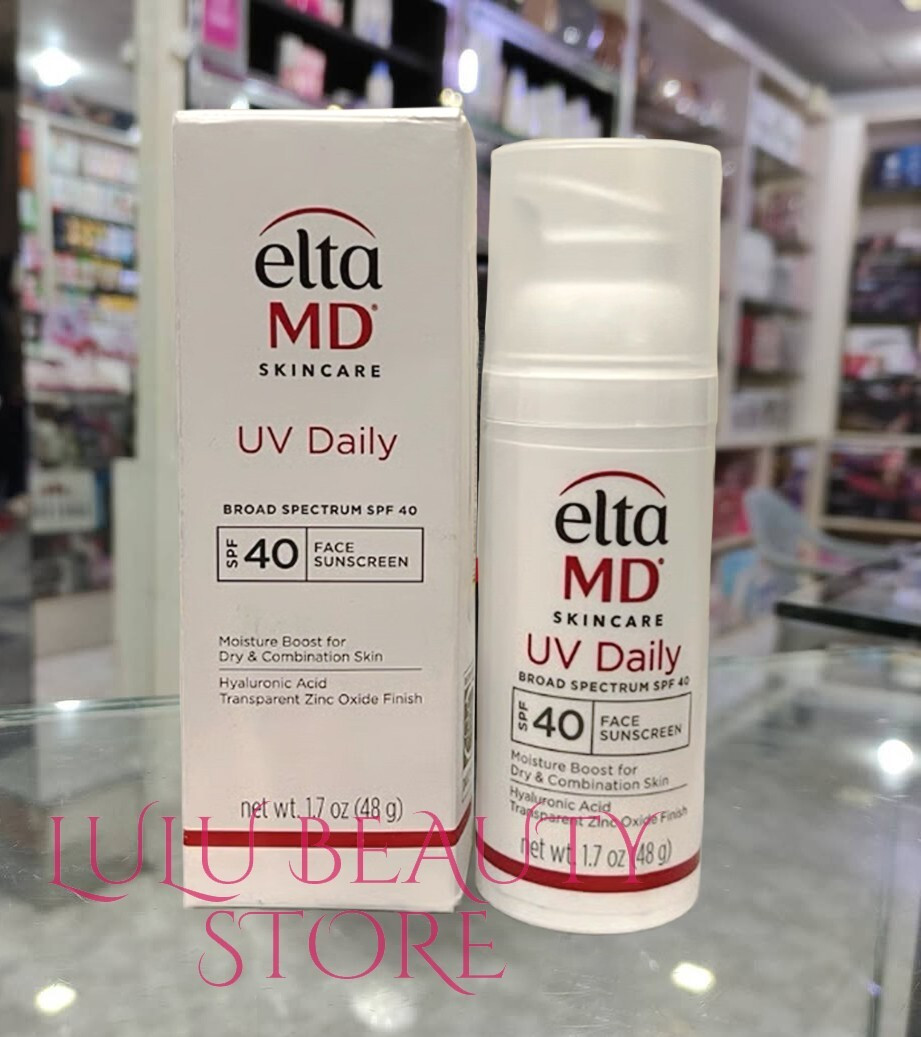 elta
MD®
SKINCARE
UV Daily
BROAD SPECTRUM SPF 40
SPF 40 FACE
SUNSCREEN
Moisture Boost for
Dry & Combination Skin
Hyaluronic Acid
Transparent Zinc Oxide Finish
net wt. 1.7 oz (48 g)
elta
MD®
SKINCARE
UV Daily
BROAD SPECTRUM SPF 40
SPF 40 FACE
SUNSCREEN
Moisture Boost for
Dry & Combination Skin
Hyaluronic Acid
Transparent Zinc Oxide Finish
net wt. 1.7 oz (48 g)
LULU BEAUTY
STORE